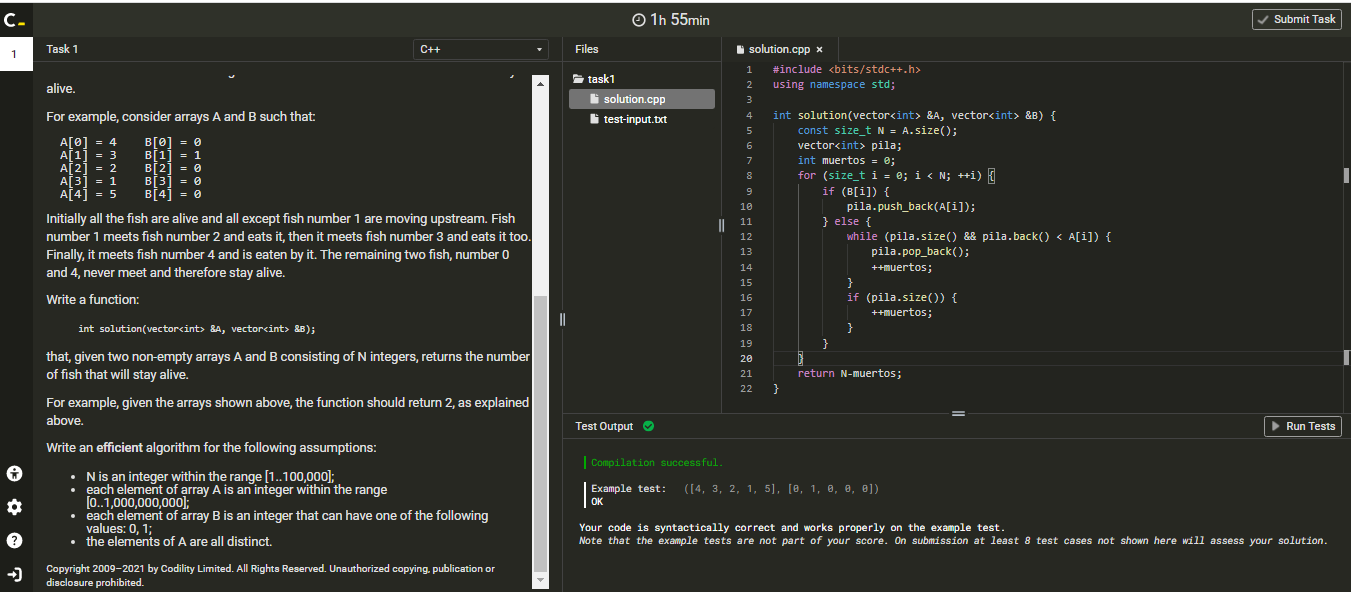 C_
1h 55min
Submit Task
1
Task 1
C++
Files
solution.cpp ×
alive.
For example, consider arrays A and B such that:
A[0] = 4    B[0] = 0
A[1] = 3    B[1] = 1
A[2] = 2    B[2] = 0
A[3] = 1    B[3] = 0
A[4] = 5    B[4] = 0
Initially all the fish are alive and all except fish number 1 are moving upstream. Fish
number 1 meets fish number 2 and eats it, then it meets fish number 3 and eats it too.
Finally, it meets fish number 4 and is eaten by it. The remaining two fish, number 0
and 4, never meet and therefore stay alive.
Write a function:
int solution(vector<int> &A, vector<int> &B);
that, given two non-empty arrays A and B consisting of N integers, returns the number
of fish that will stay alive.
For example, given the arrays shown above, the function should return 2, as explained
above.
Write an efficient algorithm for the following assumptions:
• N is an integer within the range [1..100,000];
• each element of array A is an integer within the range
[0..1,000,000,000];
• each element of array B is an integer that can have one of the following
values: 0, 1;
• the elements of A are all distinct.
Copyright 2009–2021 by Codility Limited. All Rights Reserved. Unauthorized copying, publication or
disclosure prohibited.
task1
solution.cpp
test-input.txt
1 #include <bits/stdc++.h>
2 using namespace std;
3
4 int solution(vector<int> &A, vector<int> &B) {
5     const size_t N = A.size();
6     vector<int> pila;
7     int muertos = 0;
8     for (size_t i = 0; i < N; ++i) {
9         if (B[i]) {
10             pila.push_back(A[i]);
11         } else {
12             while (pila.size() && pila.back() < A[i]) {
13                 pila.pop_back();
14                 ++muertos;
15             }
16             if (pila.size()) {
17                 ++muertos;
18             }
19         }
20     }
21     return N-muertos;
22 }
Test Output
Run Tests
Compilation successful.
Example test:   ([4, 3, 2, 1, 5], [0, 1, 0, 0, 0])
OK
Your code is syntactically correct and works properly on the example test.
Note that the example tests are not part of your score. On submission at least 8 test cases not shown here will assess your solution.